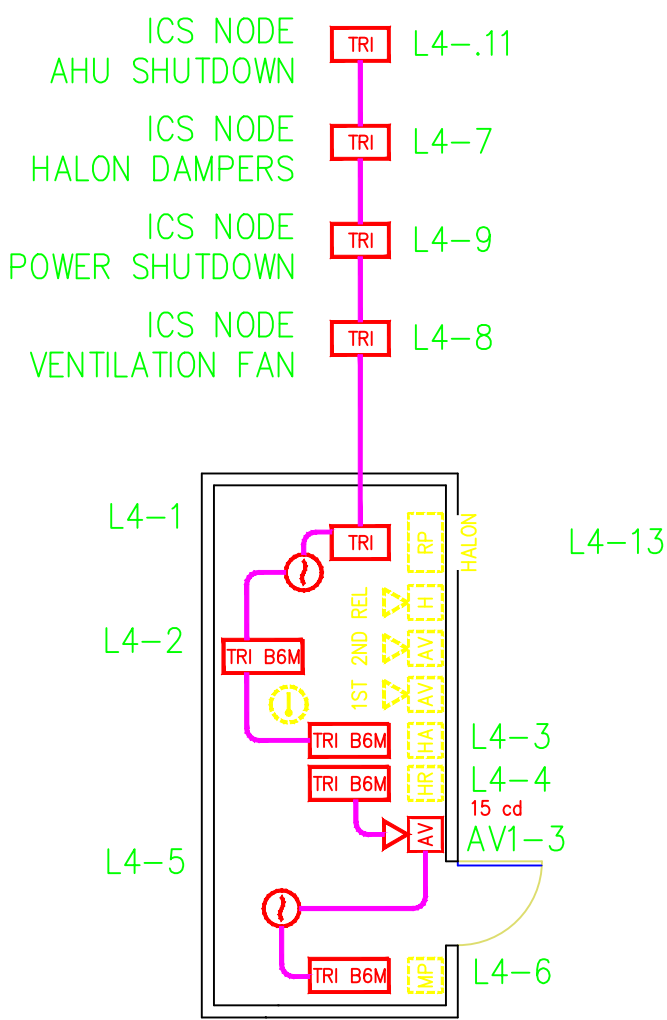 ICS NODE
AHU SHUTDOWN
TRI
L4-.11
ICS NODE
HALON DAMPERS
TRI
L4-7
ICS NODE
POWER SHUTDOWN
TRI
L4-9
ICS NODE
VENTILATION FAN
TRI
L4-8
L4-1
TRI
RP
HALON
L4-13
H
2ND REL
L4-2
TRI B6M
AV
1ST
AV
TRI B6M
HA
L4-3
TRI B6M
HR
L4-4
15 cd
AV
AV1-3
L4-5
TRI B6M
MP
L4-6